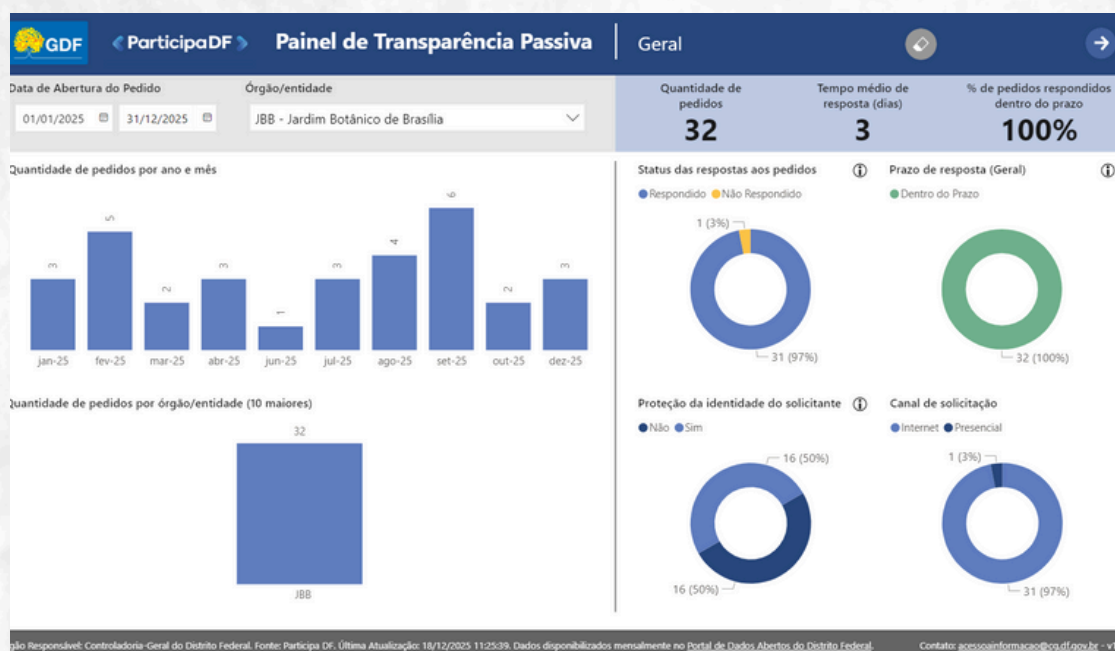 GDF
ParticipaDF
Painel de Transparência Passiva
Geral
Data de Abertura do Pedido
Órgão/entidade
01/01/2025
31/12/2025
JBB - Jardim Botânico de Brasília
Quantidade de pedidos
32
Tempo médio de resposta (dias)
3
% de pedidos respondidos dentro do prazo
100%
Quantidade de pedidos por ano e mês
3
5
2
3
1
3
4
6
2
3
jan-25
fev-25
mar-25
abr-25
jun-25
jul-25
ago-25
set-25
out-25
dez-25
Status das respostas aos pedidos
Respondido
Não Respondido
1 (3%)
31 (97%)
Prazo de resposta (Geral)
Dentro do Prazo
32 (100%)
Quantidade de pedidos por órgão/entidade (10 maiores)
32
JBB
Proteção da identidade do solicitante
Não
Sim
16 (50%)
16 (50%)
Canal de solicitação
Internet
Presencial
1 (3%)
31 (97%)
gão Responsável: Controladoria-Geral do Distrito Federal. Fonte: Participa DF. Última Atualização: 18/12/2025 11:25:39. Dados disponibilizados mensalmente no Portal de Dados Abertos do Distrito Federal.
Contato: acessoainformacao@cg.df.gov.br - v